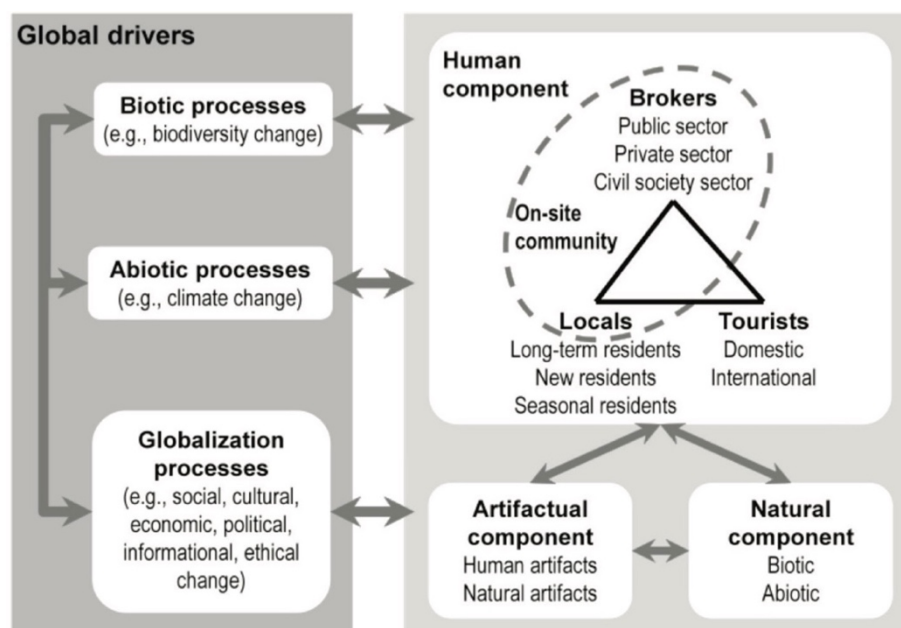 Global drivers
Biotic processes
(e.g., biodiversity change)
Abiotic processes
(e.g., climate change)
Globalization
processes
(e.g., social, cultural,
economic, political,
informational, ethical
change)
Human
component
Brokers
Public sector
Private sector
Civil society sector
On-site
community
Locals
Long-term residents
New residents
Seasonal residents
Tourists
Domestic
International
Artifactual
component
Human artifacts
Natural artifacts
Natural
component
Biotic
Abiotic